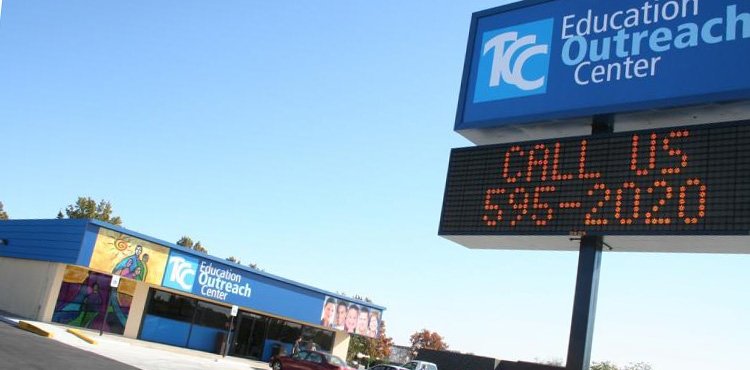 TCC
Education
Outreach
Center
CALL US
595-2020
TCC
Education
Outreach
Center